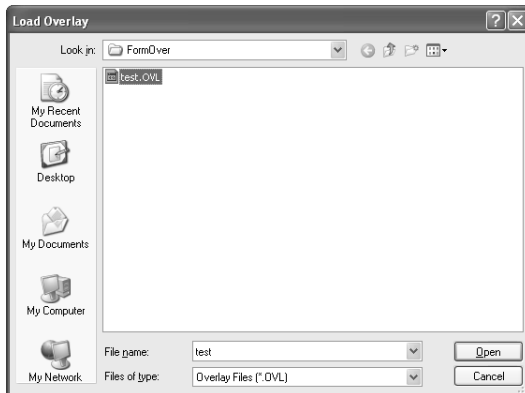 Load Overlay
Look in:
FormOver
test.OVL
My Recent
Documents
Desktop
My Documents
My Computer
My Network
File name:
test
Open
Files of type:
Overlay Files (*.OVL)
Cancel